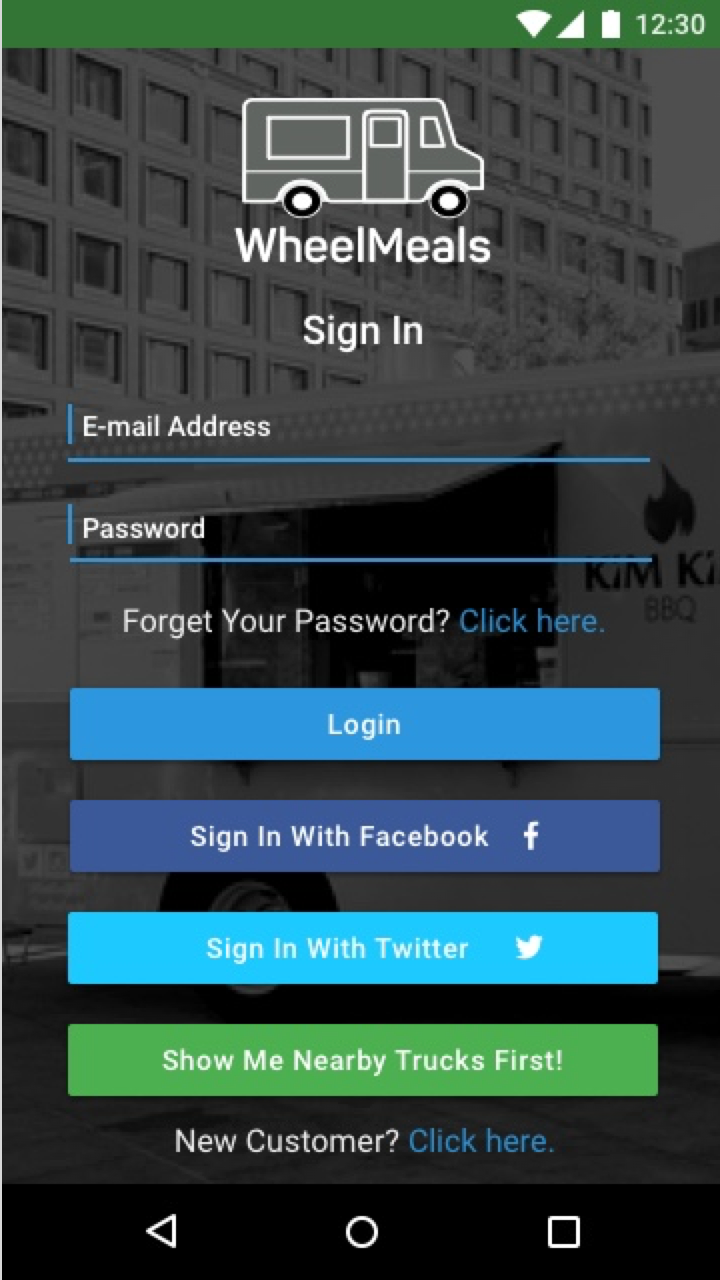 12:30
WheelMeals
Sign In
E-mail Address
Password
KiM Ki
BBQ
Forget Your Password? Click here.
Login
Sign In With Facebook f
Sign In With Twitter
Show Me Nearby Trucks First!
New Customer? Click here.